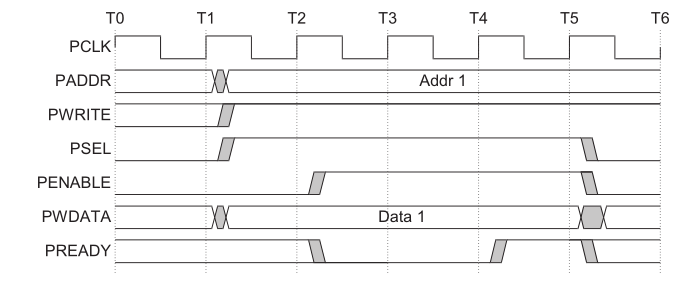 T0 T1 T2 T3 T4 T5 T6
PCLK
PADDR Addr 1
PWRITE
PSEL
PENABLE
PWDATA Data 1
PREADY